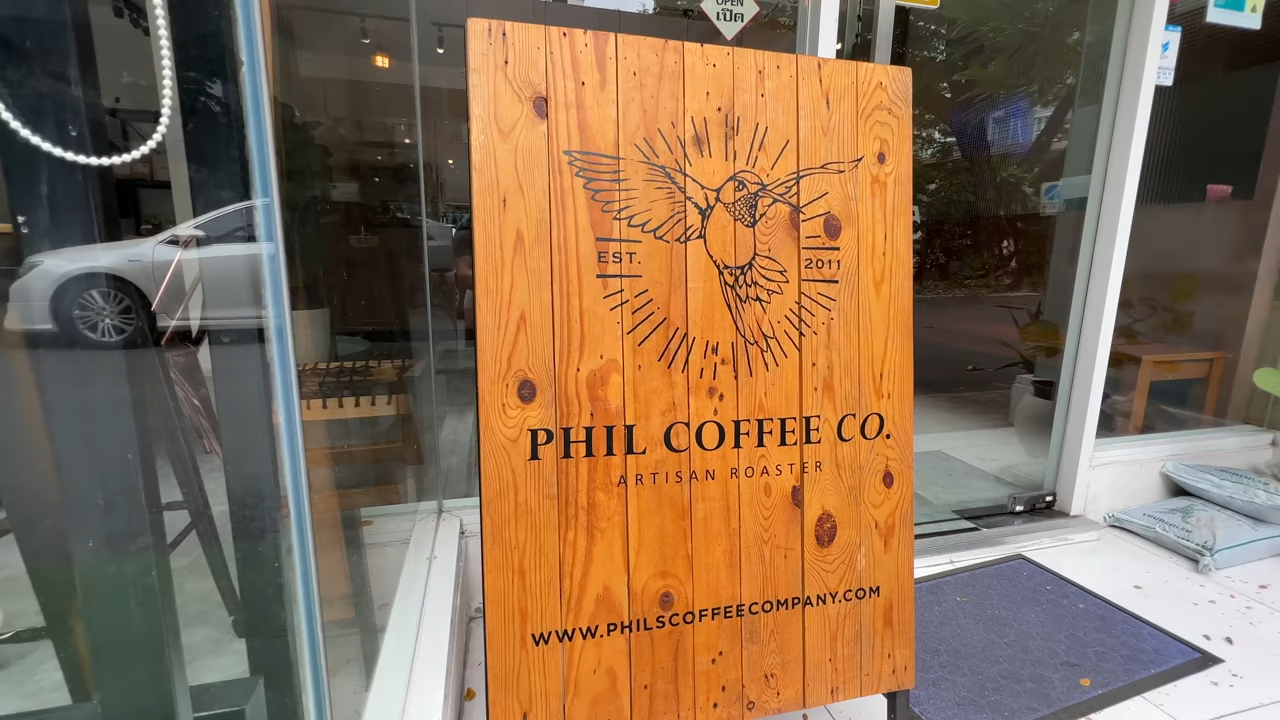 OPEN
เปิด
EST.
2011
PHIL COFFEE CO.
ARTISAN ROASTER
WWW.PHILSCOFFEECOMPANY.COM